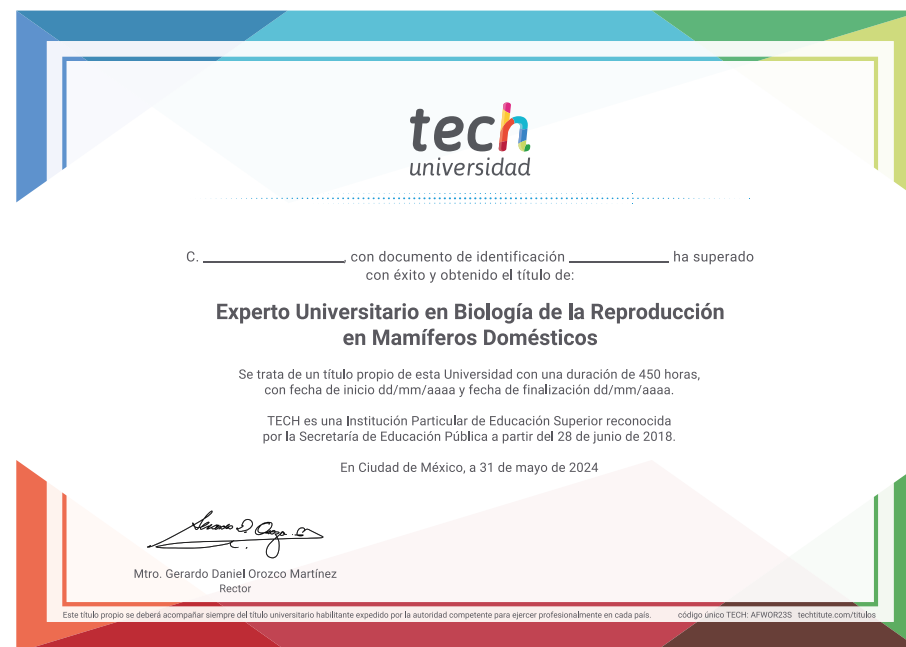 tech
universidad
C. ____________, con documento de identificación ____________ ha superado
con éxito y obtenido el título de:
Experto Universitario en Biología de la Reproducción
en Mamíferos Domésticos
Se trata de un título propio de esta Universidad con una duración de 450 horas,
con fecha de inicio dd/mm/aaaa y fecha de finalización dd/mm/aaaa.
TECH es una Institución Particular de Educación Superior reconocida
por la Secretaría de Educación Pública a partir del 28 de junio de 2018.
En Ciudad de México, a 31 de mayo de 2024
Mtro. Gerardo Daniel Orozco Martínez
Rector
Este título propio se deberá acompañar siempre del título universitario habilitante expedido por la autoridad competente para ejercer profesionalmente en cada país. código único TECH: AFWOR23S techtitute.com/titulos